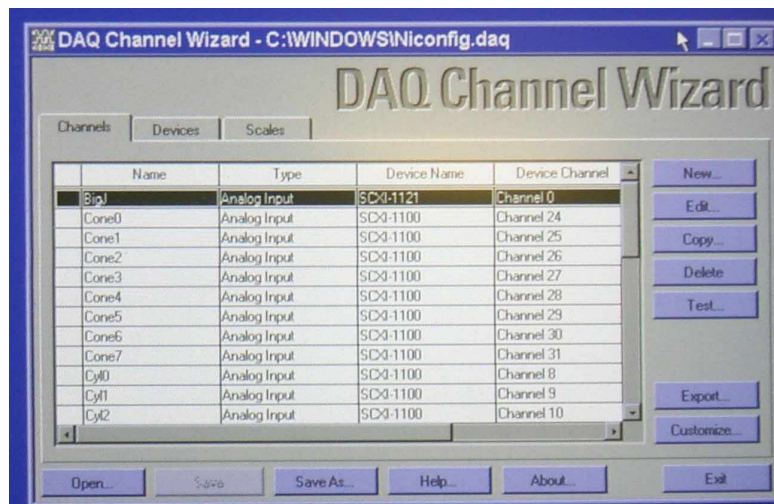 DAQ Channel Wizard - C:\WINDOWS\Niconfig.daq
DAQ Channel Wizard
Channels Devices Scales
Name Type Device Name Device Channel
BigJ Analog Input SCXI-1121 Channel 0
Cone0 Analog Input SCXI-1100 Channel 24
Cone1 Analog Input SCXI-1100 Channel 25
Cone2 Analog Input SCXI-1100 Channel 26
Cone3 Analog Input SCXI-1100 Channel 27
Cone4 Analog Input SCXI-1100 Channel 28
Cone5 Analog Input SCXI-1100 Channel 29
Cone6 Analog Input SCXI-1100 Channel 30
Cone7 Analog Input SCXI-1100 Channel 31
Cyl0 Analog Input SCXI-1100 Channel 8
Cyl1 Analog Input SCXI-1100 Channel 9
Cyl2 Analog Input SCXI-1100 Channel 10
New...
Edit...
Copy...
Delete
Test...
Export...
Customize...
Open... Save Save As... Help... About... Exit